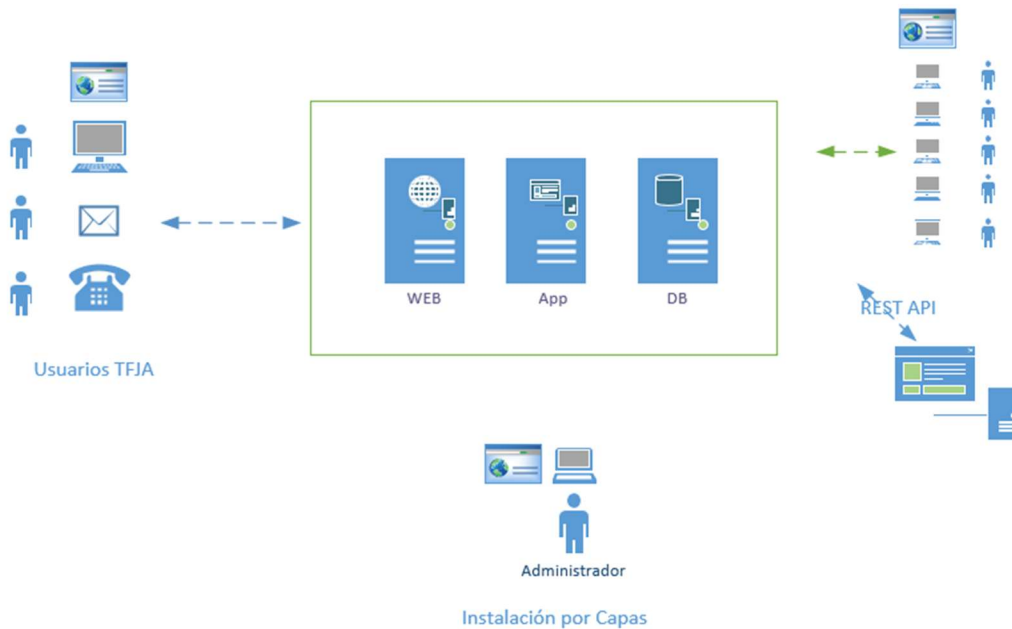 WEB
App
DB
REST API
Usuarios TFJA
Administrador
Instalación por Capas